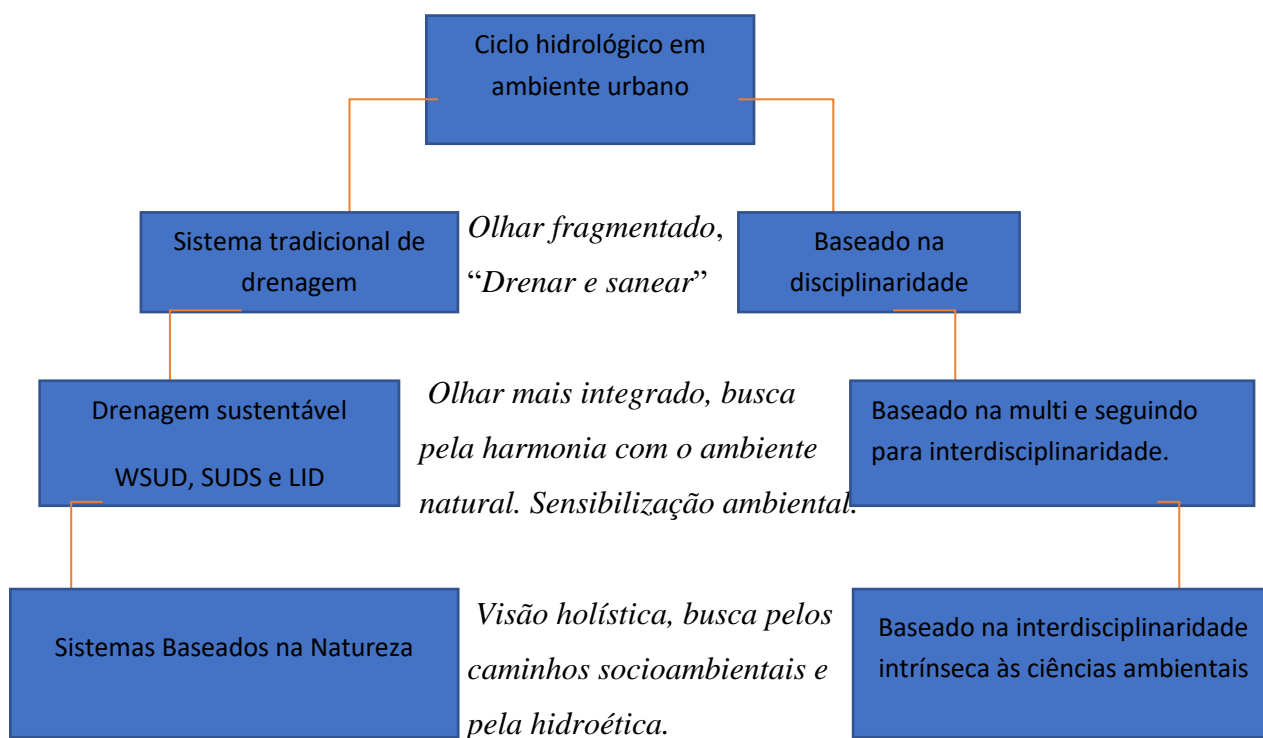 Ciclo hidrológico em
ambiente urbano
Sistema tradicional de
drenagem
Olhar fragmentado,
“Drenar e sanear”
Baseado na
disciplinaridade
Drenagem sustentável
WSUD, SUDS e LID
Olhar mais integrado, busca
pela harmonia com o ambiente
natural. Sensibilização ambiental.
Baseado na multi e seguindo
para interdisciplinaridade.
Sistemas Baseados na Natureza
Visão holística, busca pelos
caminhos socioambientais e
pela hidroética.
Baseado na interdisciplinaridade
intrínseca às ciências ambientais